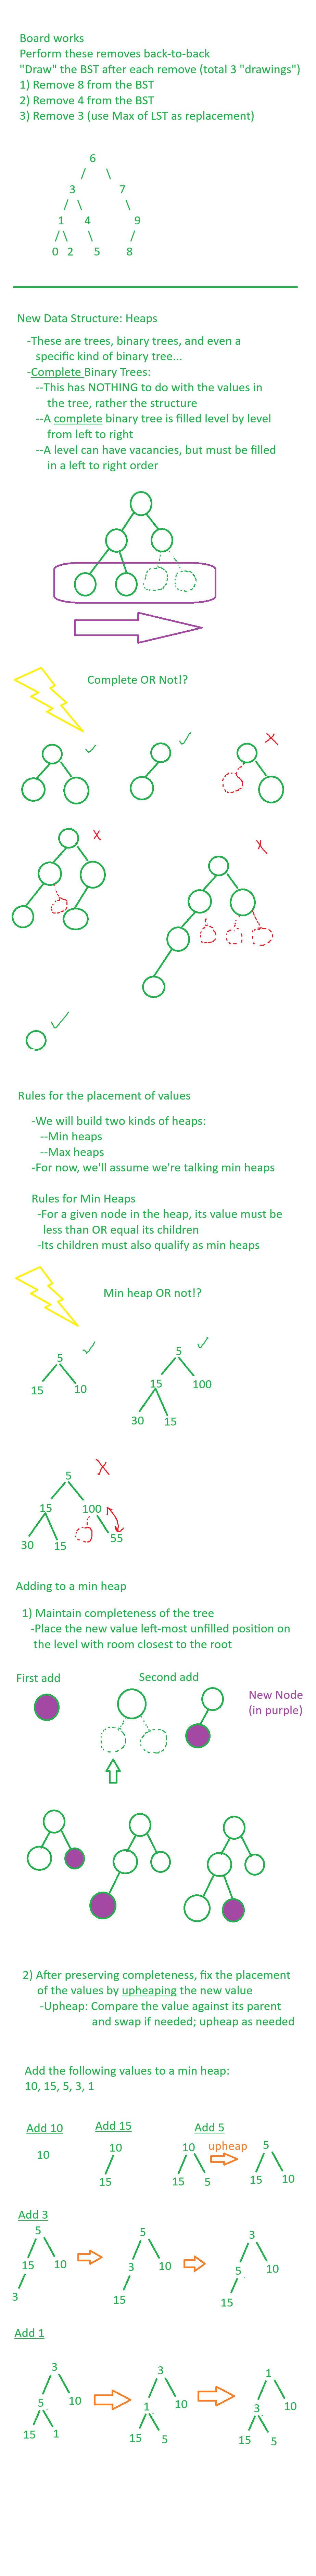 Board works
Perform these removes back-to-back
"Draw" the BST after each remove (total 3 "drawings")
1) Remove 8 from the BST
2) Remove 4 from the BST
3) Remove 3 (use Max of LST as replacement)
6
/ \
3 7
/ \ \
1 4 9
/ \ \ /
0 2 5 8
New Data Structure: Heaps
-These are trees, binary trees, and even a
specific kind of binary tree...
-Complete Binary Trees:
--This has NOTHING to do with the values in
the tree, rather the structure
--A complete binary tree is filled level by level
from left to right
--A level can have vacancies, but must be filled
in a left to right order
Complete OR Not!?
Rules for the placement of values
-We will build two kinds of heaps:
--Min heaps
--Max heaps
-For now, we'll assume we're talking min heaps
Rules for Min Heaps
-For a given node in the heap, its value must be
less than OR equal its children
-Its children must also qualify as min heaps
Min heap OR not!?
5
15 10
5
15 100
30 15
5
15 100
30 15 55
Adding to a min heap
1) Maintain completeness of the tree
-Place the new value left-most unfilled position on
the level with room closest to the root
First add
Second add
New Node
(in purple)
2) After preserving completeness, fix the placement
of the values by upheaping the new value
-Upheap: Compare the value against its parent
and swap if needed; upheap as needed
Add the following values to a min heap:
10, 15, 5, 3, 1
Add 10
10
Add 15
10
15
Add 5
10
15 5
upheap
5
15 10
Add 3
5
15 10
3
5
3 10
15
3
5 10
15
Add 1
3
5 10
15 1
3
1 10
15 5
1
3 10
15 5